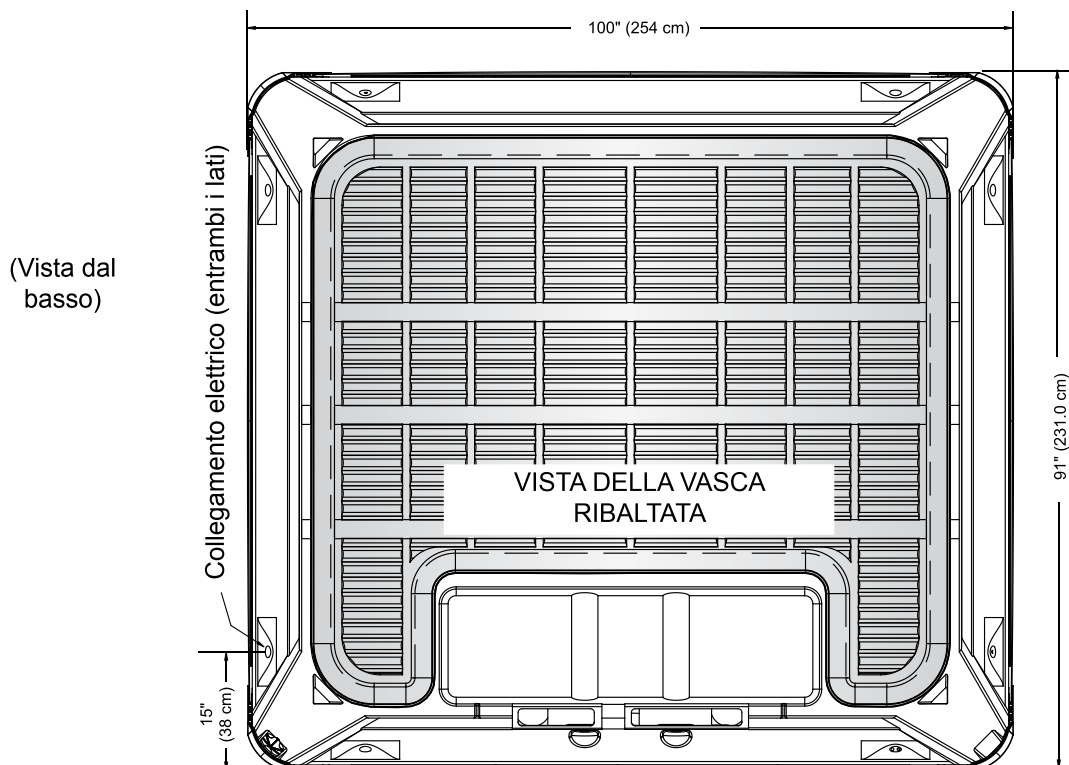 100" (254 cm)
(Vista dal
basso)
Collegamento elettrico (entrambi i lati)
91" (231.0 cm)
VISTA DELLA VASCA
RIBALTATA
15"
(38 cm)